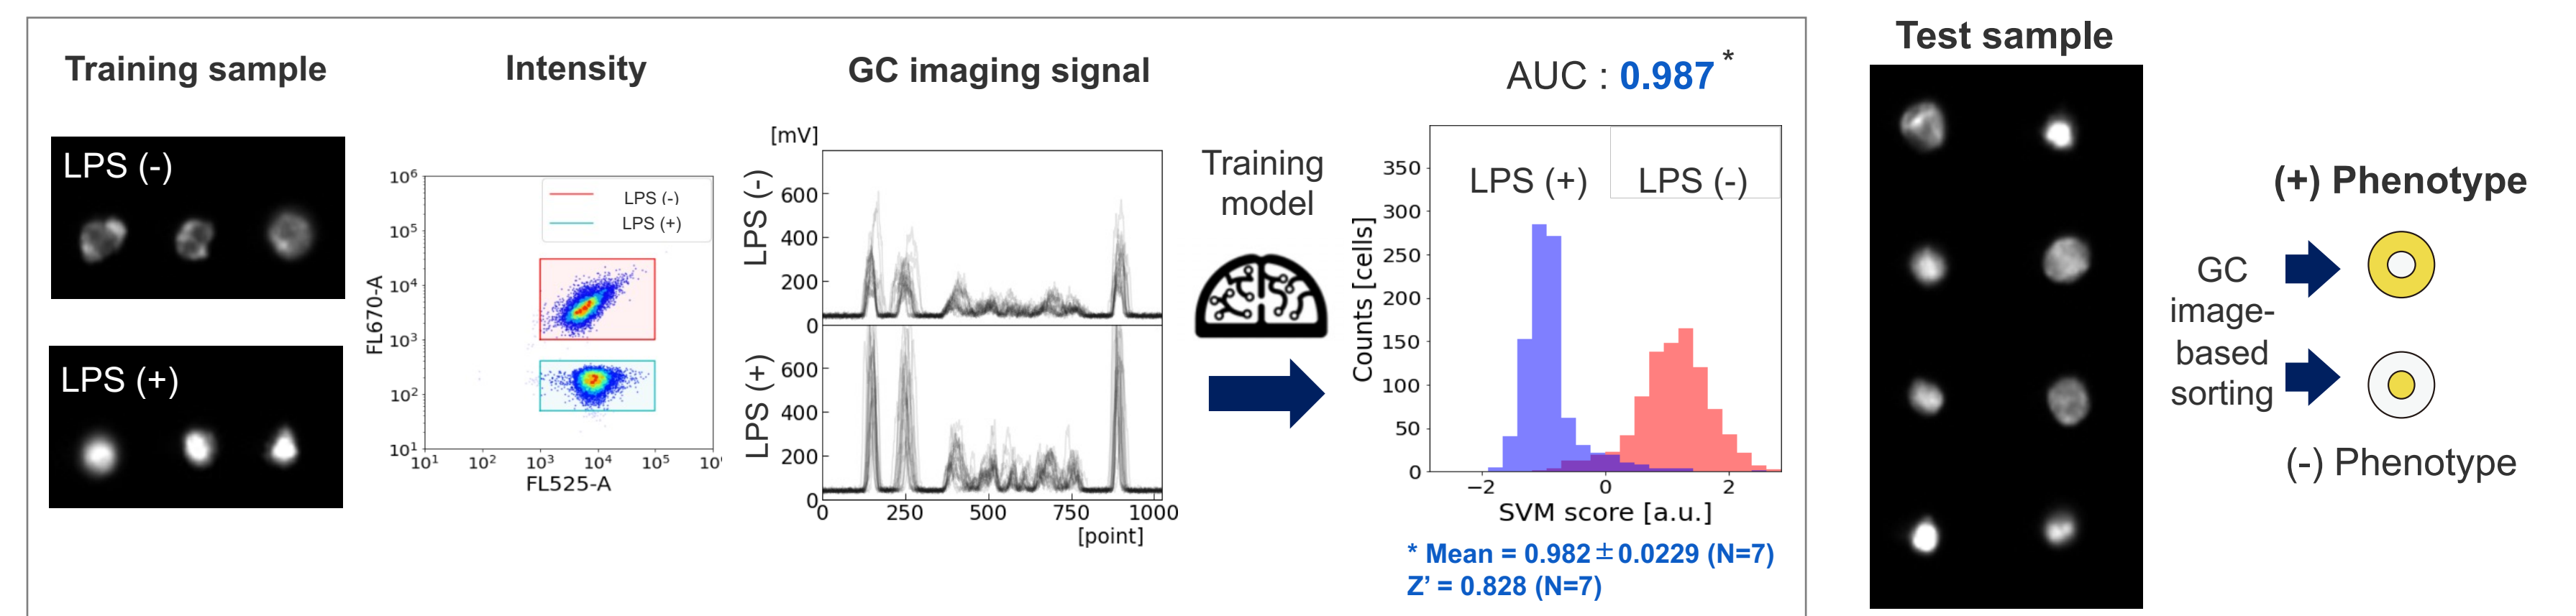 Training sample
LPS (-)
LPS (+)
Intensity
10⁶
10⁵
10⁴
10³
10²
10¹
FL670-A
LPS (-)
LPS (+)
10¹ 10² 10³ 10⁴ 10⁵
FL525-A
GC imaging signal
[mV]
LPS (-)
600
400
200
0
LPS (+)
600
400
200
0
0 250 500 750 1000
[point]
Training
model
AUC : 0.987 *
LPS (+) LPS (-)
Counts [cells]
350
300
250
200
150
100
50
0
−2 0 2
SVM score [a.u.]
* Mean = 0.982±0.0229 (N=7)
Z’ = 0.828 (N=7)
Test sample
GC
image-
based
sorting
(+) Phenotype
(-) Phenotype